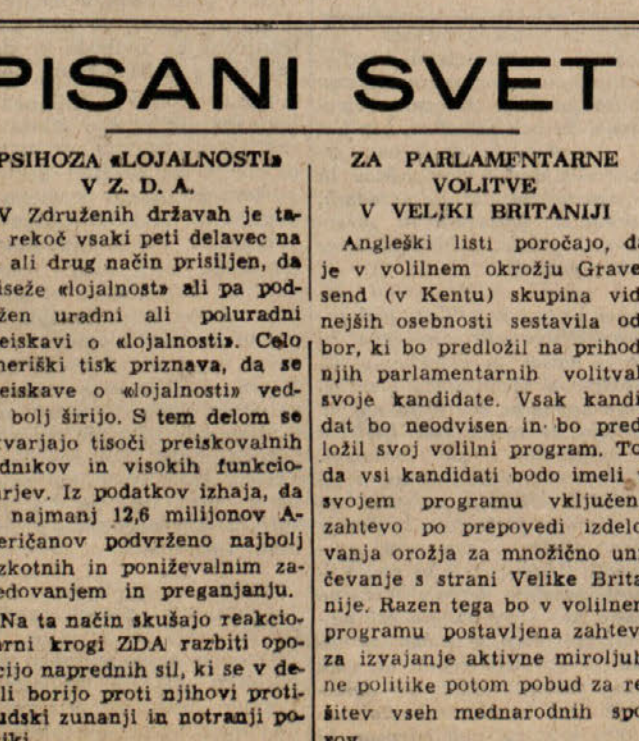 PISANI SVET
PSIHOZA «LOJALNOSTI»
V Z. D. A.
V Združenih državah je ta-
rekoč vsaki peti delavec na
ali drug način prisiljen, da
iseže «lojalnost» ali pa pod-
žen uradni ali poluradni
eiskavi o «lojalnosti». Celo
neriški tisk priznava, da se
eiskave o «lojalnosti» ved-
bolj širijo. S tem delom se
tvarjajo tisoči preiskovalnih
dnikov in visokih funkcio-
rjev. Iz podatkov izhaja, da
najmanj 12,6 milijonov A-
eričanov podvrženo najbolj
zkotnih in poniževalnim za-
edovanjem in preganjanju.
Na ta način skušajo reakcio-
rni krogi ZDA razbiti opo-
cijo naprednih sil, ki se v de-
li borijo proti njihovi proti-
udski zunanji in notranji po-
iki.
ZA PARLAMENTARNE
VOLITVE
V VELIKI BRITANIJI
Angleški listi poročajo, da
je v volilnem okrožju Grave
send (v Kentu) skupina vid
nejših osebnosti sestavila od
bor, ki bo predložil na prihod
njih parlamentarnih volitvah
svoje kandidate. Vsak kandi
dat bo neodvisen in bo pred
ložil svoj volilni program. To
da vsi kandidati bodo imeli v
svojem programu vključen
zahtevo po prepovedi izdelo
vanja orožja za množično uni
čevanje s strani Velike Brita
nije. Razen tega bo v volilnem
programu postavljena zahtev
za izvajanje aktivne miroljub
ne politike potom pobud za re
šitev vseh mednarodnih spo
rov.